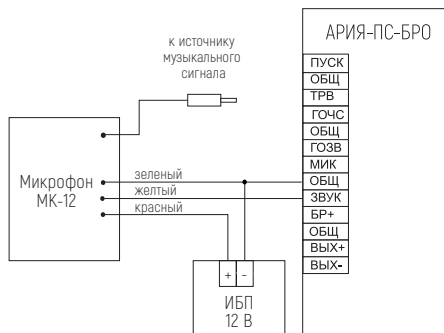 АРИЯ-ПС-БРО
к источнику
музыкального
сигнала
ПУСК
ОБЩ
ТРВ
ГОЧС
ОБЩ
ГОЗВ
МИК
ОБЩ
ЗВУК
БР+
ОБЩ
ВЫХ+
ВЫХ-
Микрофон
МК-12
зеленый
желтый
красный
+ -
ИБП
12 В